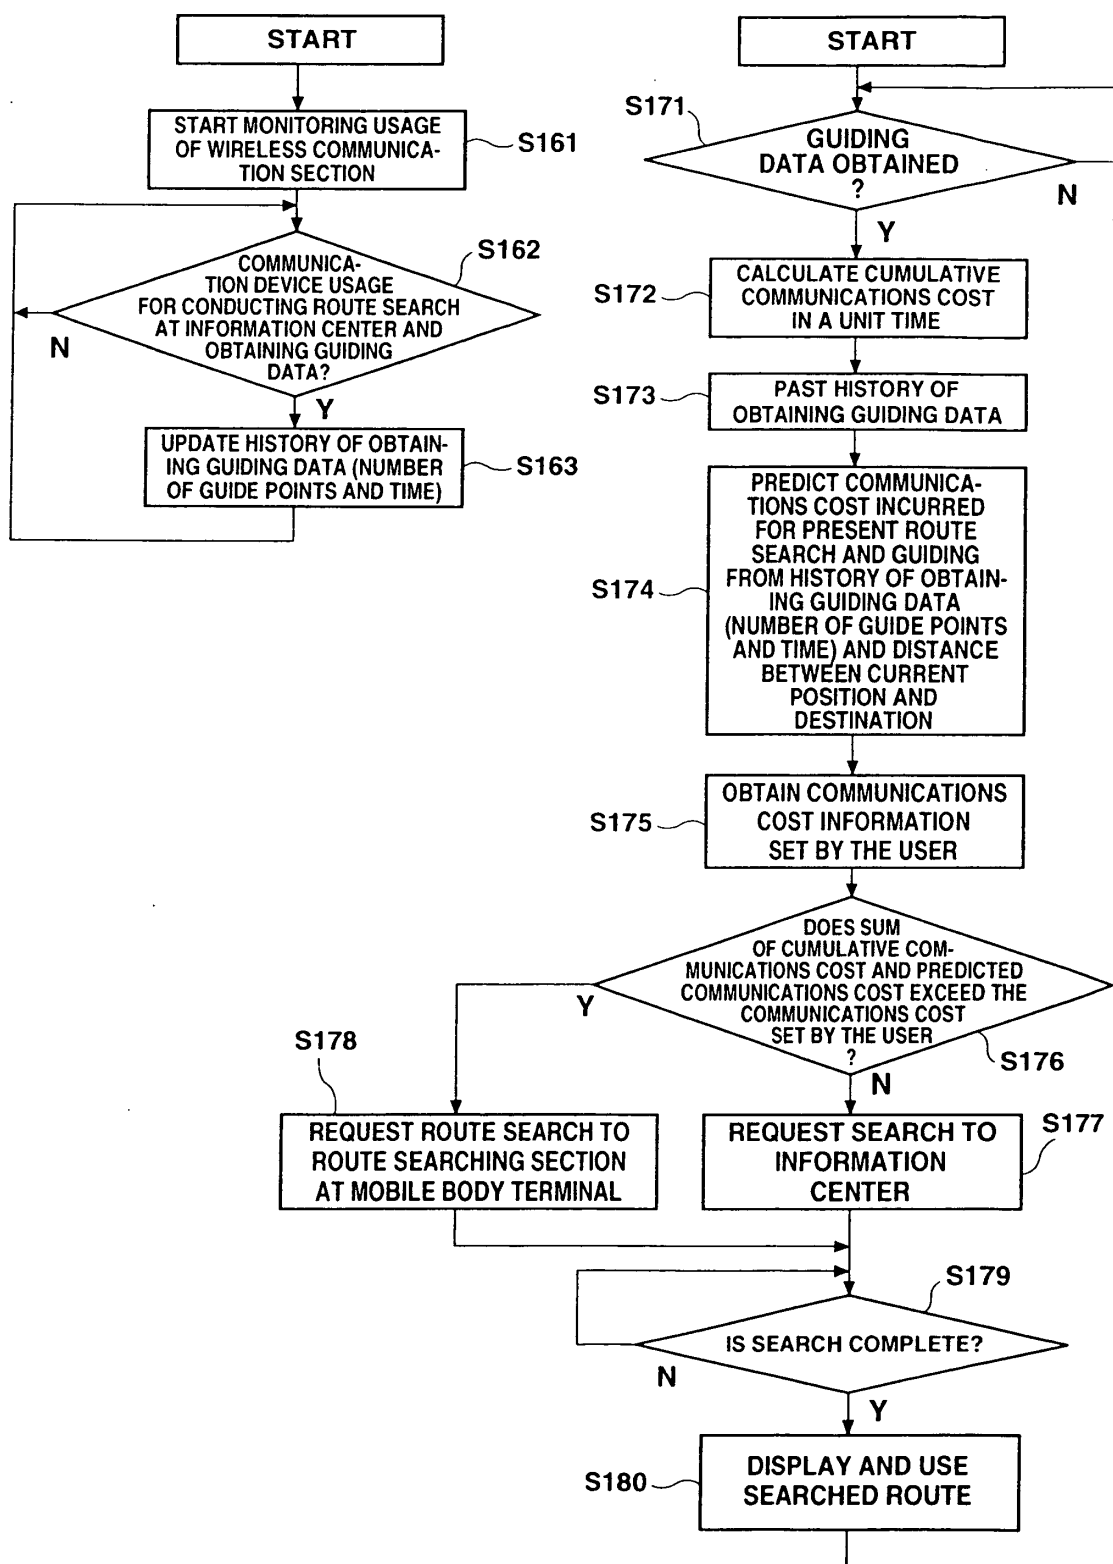 START
START MONITORING USAGE
OF WIRELESS COMMUNICA-
TION SECTION
S161
COMMUNICA-
TION DEVICE USAGE
FOR CONDUCTING ROUTE SEARCH
AT INFORMATION CENTER AND
OBTAINING GUIDING
DATA?
S162
N
Y
UPDATE HISTORY OF OBTAIN-
ING GUIDING DATA (NUMBER
OF GUIDE POINTS AND TIME)
S163
START
S171
GUIDING
DATA OBTAINED
?
N
Y
S172
CALCULATE CUMULATIVE
COMMUNICATIONS COST
IN A UNIT TIME
S173
PAST HISTORY OF
OBTAINING GUIDING DATA
S174
PREDICT COMMUNICA-
TIONS COST INCURRED
FOR PRESENT ROUTE
SEARCH AND GUIDING
FROM HISTORY OF OBTAIN-
ING GUIDING DATA
(NUMBER OF GUIDE POINTS
AND TIME) AND DISTANCE
BETWEEN CURRENT
POSITION AND
DESTINATION
S175
OBTAIN COMMUNICATIONS
COST INFORMATION
SET BY THE USER
DOES SUM
OF CUMULATIVE COM-
MUNICATIONS COST AND PREDICTED
COMMUNICATIONS COST EXCEED THE
COMMUNICATIONS COST
SET BY THE USER
?
Y
S176
N
S178
REQUEST ROUTE SEARCH TO
ROUTE SEARCHING SECTION
AT MOBILE BODY TERMINAL
S177
REQUEST SEARCH TO
INFORMATION
CENTER
S179
IS SEARCH COMPLETE?
N
Y
S180
DISPLAY AND USE
SEARCHED ROUTE